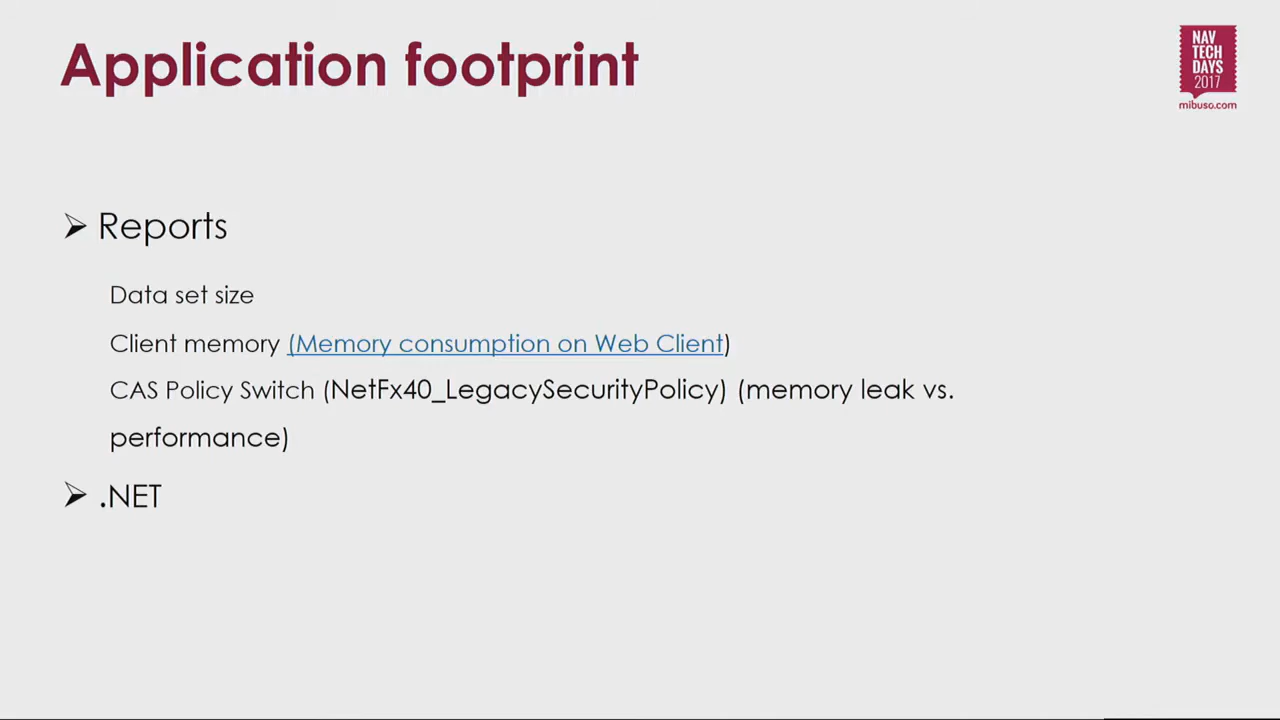 Application footprint
NAV
TECH
DAYS
2017
mibuso.com
Reports
Data set size
Client memory (Memory consumption on Web Client)
CAS Policy Switch (NetFx40_LegacySecurityPolicy) (memory leak vs.
performance)
.NET